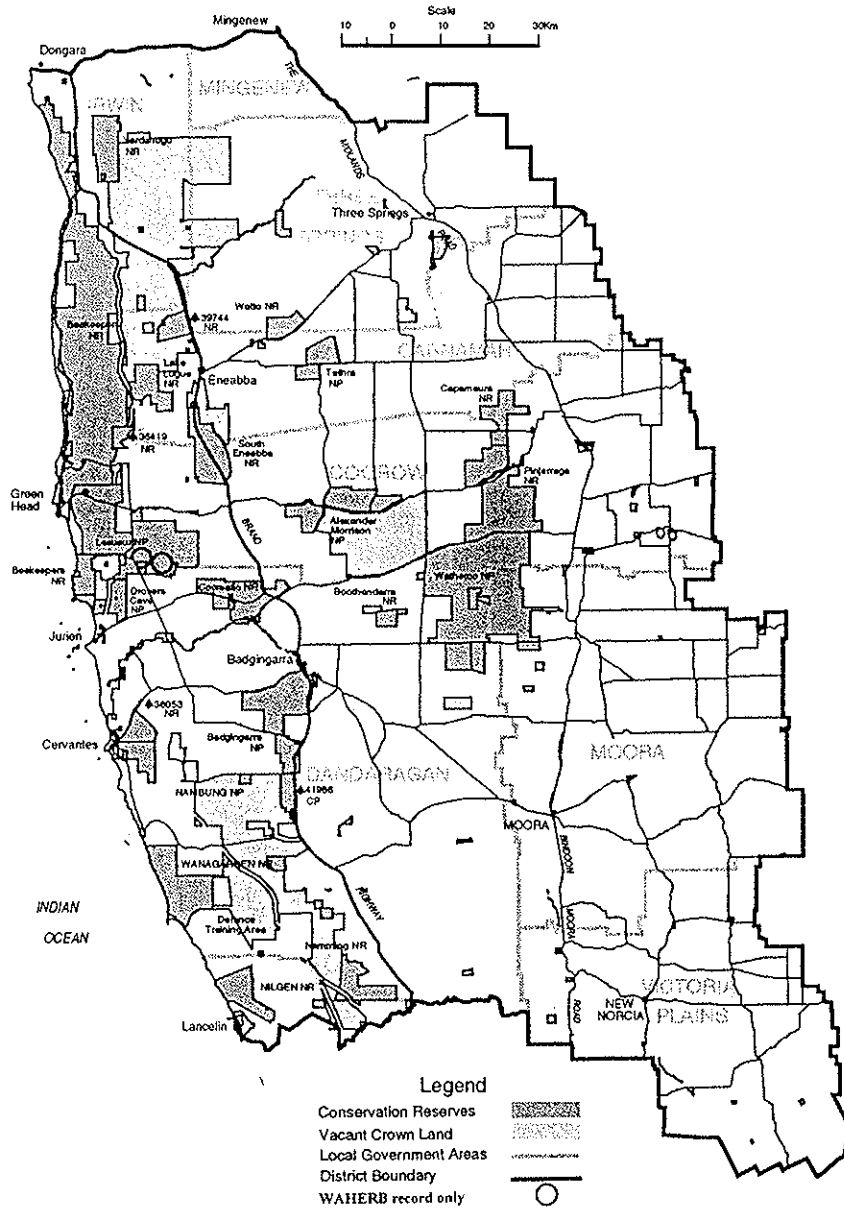 Scale
10 0 10 20 30Km
Mingenew
Dongara
THE
MIDLANDS
IRWIN
MINGENEW
NR
Three Springs
ROAD
39744
NR
Wotto NR
CARNAMAH
Beekeepers
NR
Lake
Logue
NR
Eneabba
Tathra
NP
Capamauro
NR
36419
NR
South
Eneabba
NR
COOROW
Pinjarrega
NR
Green
Head
Alexander
Morrison
NP
BRAND
Lesueur NP
Watheroo NP
Beekeepers
NR
Drovers
Cave
NP
Coomallo NR
Boothendarra
NR
Jurien
Badgingarra
36053
NR
Cervantes
Badgingarra
NP
MOORA
DANDARAGAN
NAMBUNG NP
41986
CP
MOORA
BINDOON
WANAGARREN NR
HIGHWAY
INDIAN
OCEAN
MOORA
Defence
Training Area
Namming NR
NILGEN NR
VICTORIA
NEW
NORCIA
PLAINS
ROAD
Lancelin
Legend
Conservation Reserves
Vacant Crown Land
Local Government Areas
District Boundary
WAHERB record only